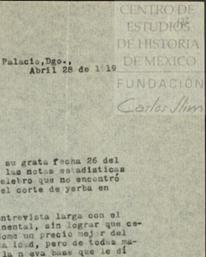 CENTRO DE
ESTUDIOS
DE HISTORIA
DE MÉXICO
FUNDACIÓN
Carlos Slim
Palacio, Dgo.,
Abril 28 de 1919
su grata fecha 26 del
las notas estadísticas
celebro que no encontró
el corte de yerba en
entrevista larga con el
nental, sin lograr que ce-
dome un precio mejor del
pero de todas ma-
la nueva base que le di